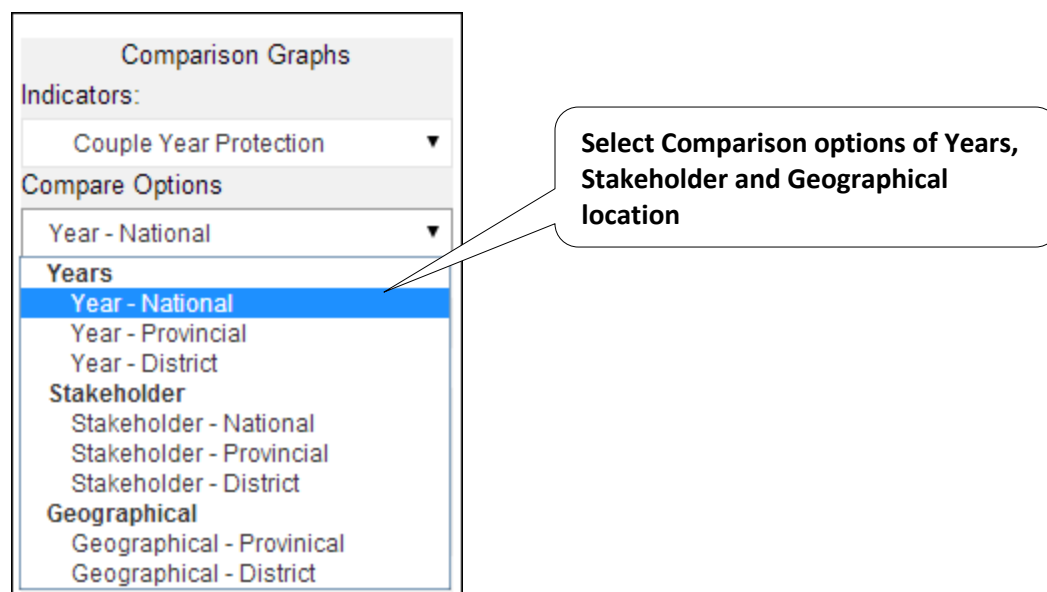 Comparison Graphs
Indicators:
Couple Year Protection
Compare Options
Year - National
Years
Year - National
Year - Provincial
Year - District
Stakeholder
Stakeholder - National
Stakeholder - Provincial
Stakeholder - District
Geographical
Geographical - Provinical
Geographical - District
Select Comparison options of Years,
Stakeholder and Geographical
location